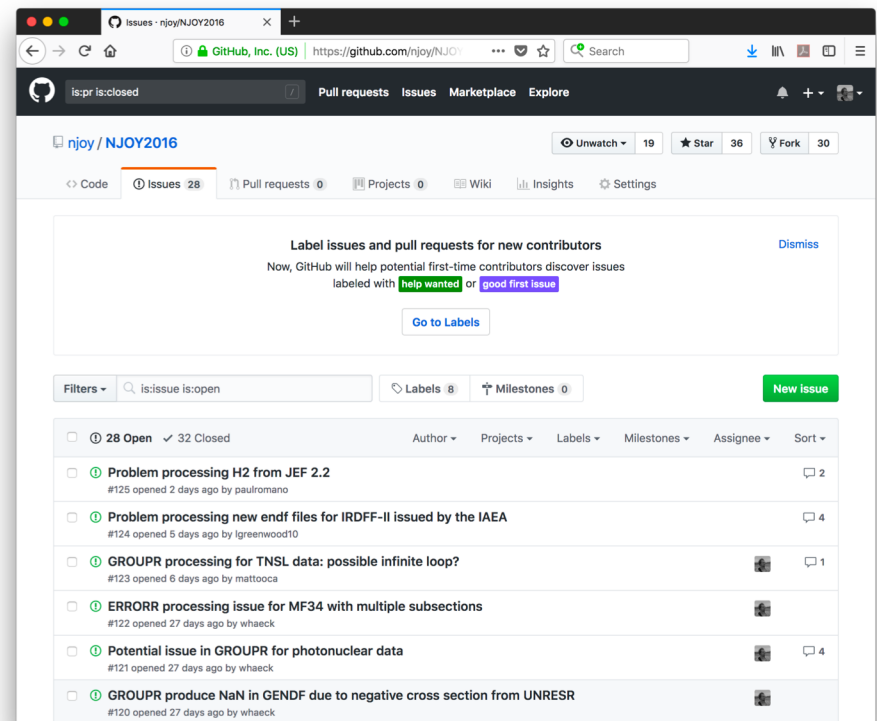 Issues · njoy/NJOY2016
GitHub, Inc. (US) https://github.com/njoy/NJOY Search
is:pr is:closed / Pull requests Issues Marketplace Explore
njoy / NJOY2016 Unwatch 19 Star 36 Fork 30
Code Issues 28 Pull requests 0 Projects 0 Wiki Insights Settings
Label issues and pull requests for new contributors Dismiss
Now, GitHub will help potential first-time contributors discover issues
labeled with help wanted or good first issue
Go to Labels
Filters is:issue is:open Labels 8 Milestones 0 New issue
28 Open 32 Closed Author Projects Labels Milestones Assignee Sort
Problem processing H2 from JEF 2.2 2
#125 opened 2 days ago by paulromano
Problem processing new endf files for IRDFF-II issued by the IAEA 4
#124 opened 5 days ago by lgreenwood10
GROUPR processing for TNSL data: possible infinite loop? 1
#123 opened 6 days ago by mattooca
ERRORR processing issue for MF34 with multiple subsections
#122 opened 27 days ago by whaeck
Potential issue in GROUPR for photonuclear data 4
#121 opened 27 days ago by whaeck
GROUPR produce NaN in GENDF due to negative cross section from UNRESR
#120 opened 27 days ago by whaeck